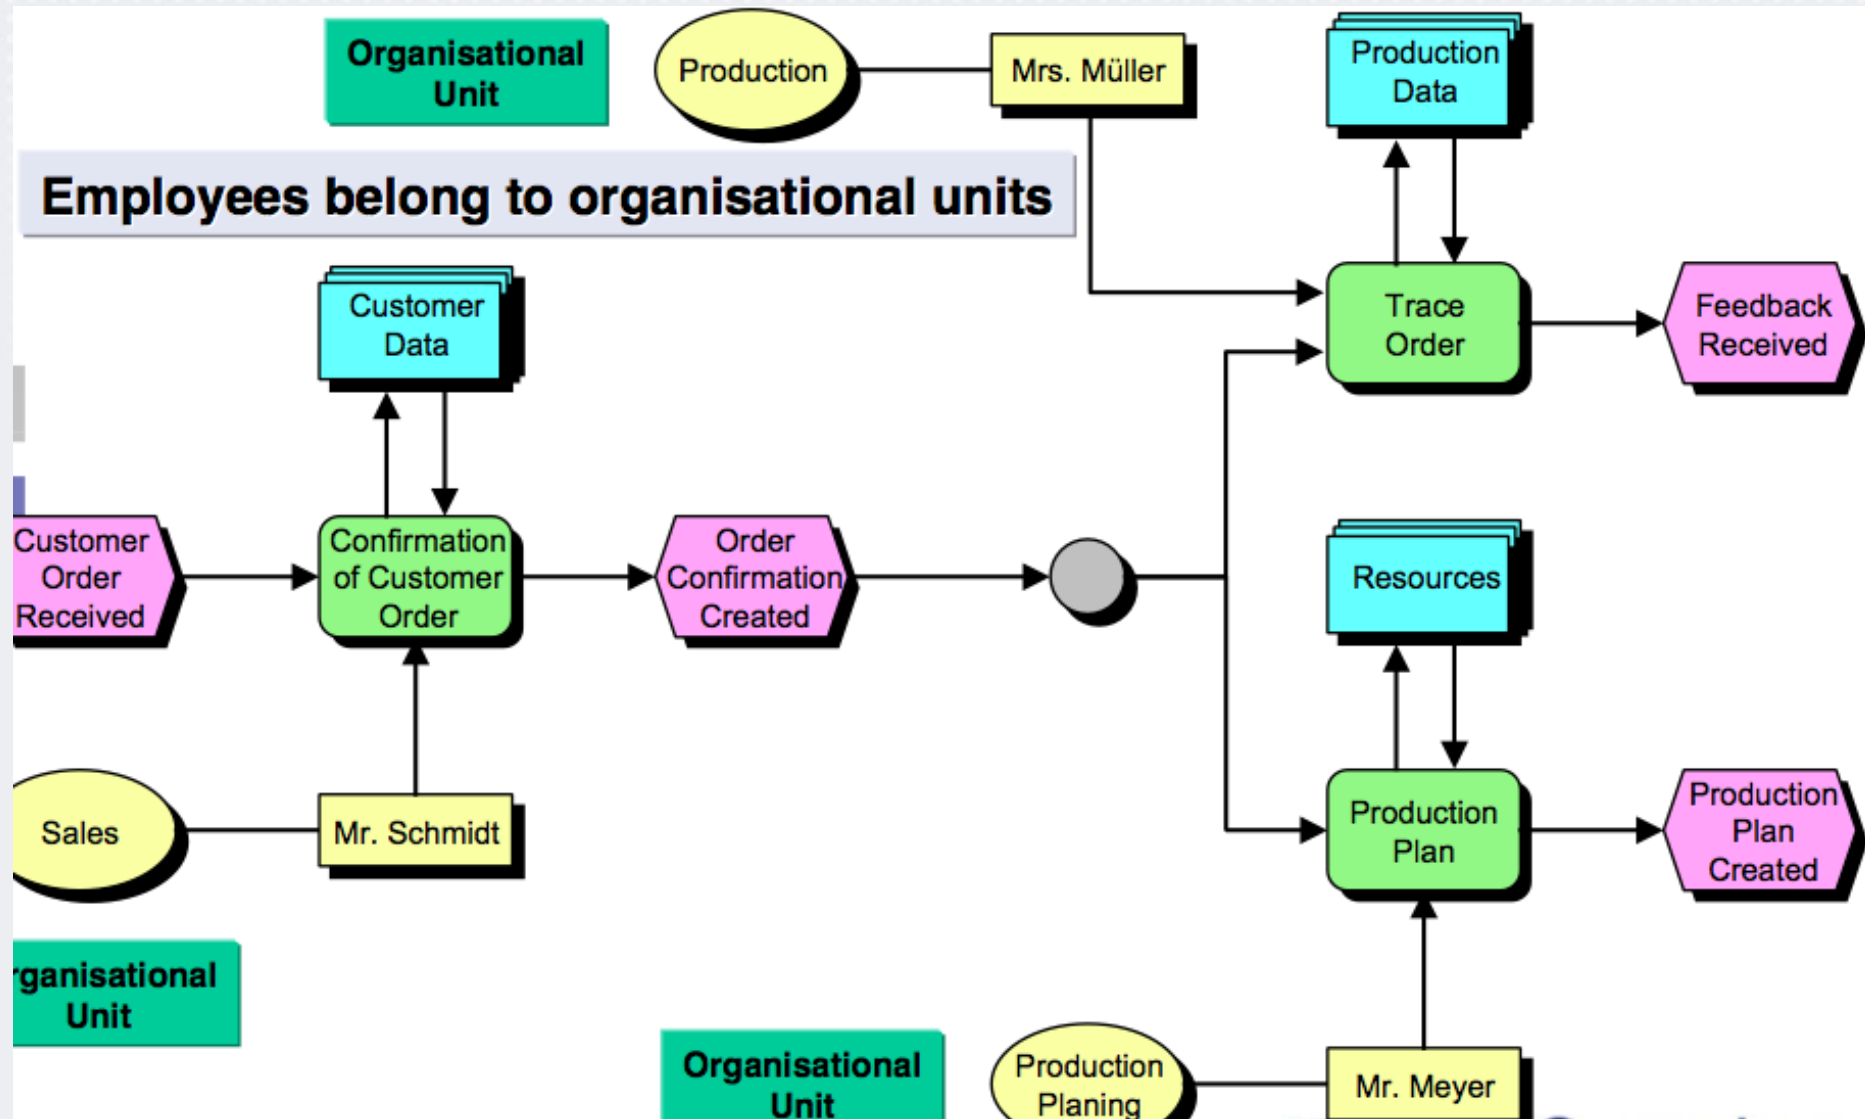 Organisational
Unit
Production
Mrs. Müller
Production
Data
Employees belong to organisational units
Customer
Data
Trace
Order
Feedback
Received
Customer
Order
Received
Confirmation
of Customer
Order
Order
Confirmation
Created
Resources
Sales
Mr. Schmidt
Production
Plan
Production
Plan
Created
rganisational
Unit
Organisational
Unit
Production
Planing
Mr. Meyer